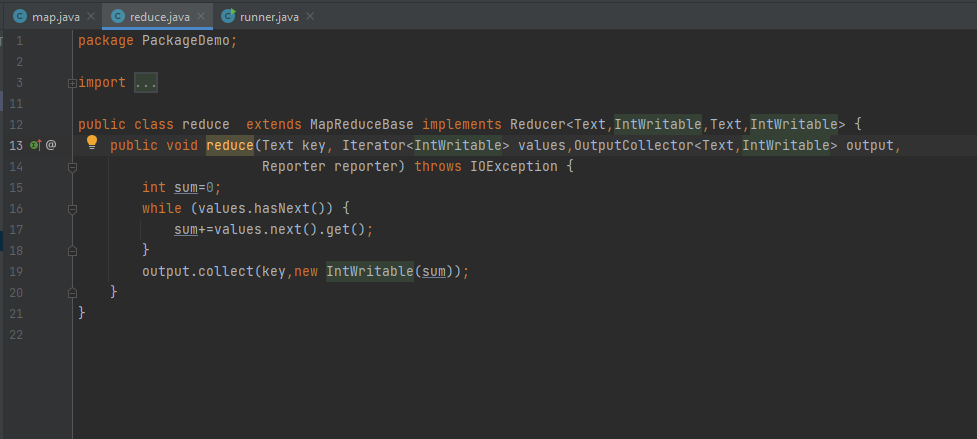 map.java reduce.java runner.java
1 package PackageDemo;
2
3 import ...
11
12 public class reduce  extends MapReduceBase implements Reducer<Text,IntWritable,Text,IntWritable> {
13 @ public void reduce(Text key, Iterator<IntWritable> values,OutputCollector<Text,IntWritable> output,
14 Reporter reporter) throws IOException {
15 int sum=0;
16 while (values.hasNext()) {
17 sum+=values.next().get();
18 }
19 output.collect(key,new IntWritable(sum));
20 }
21 }
22